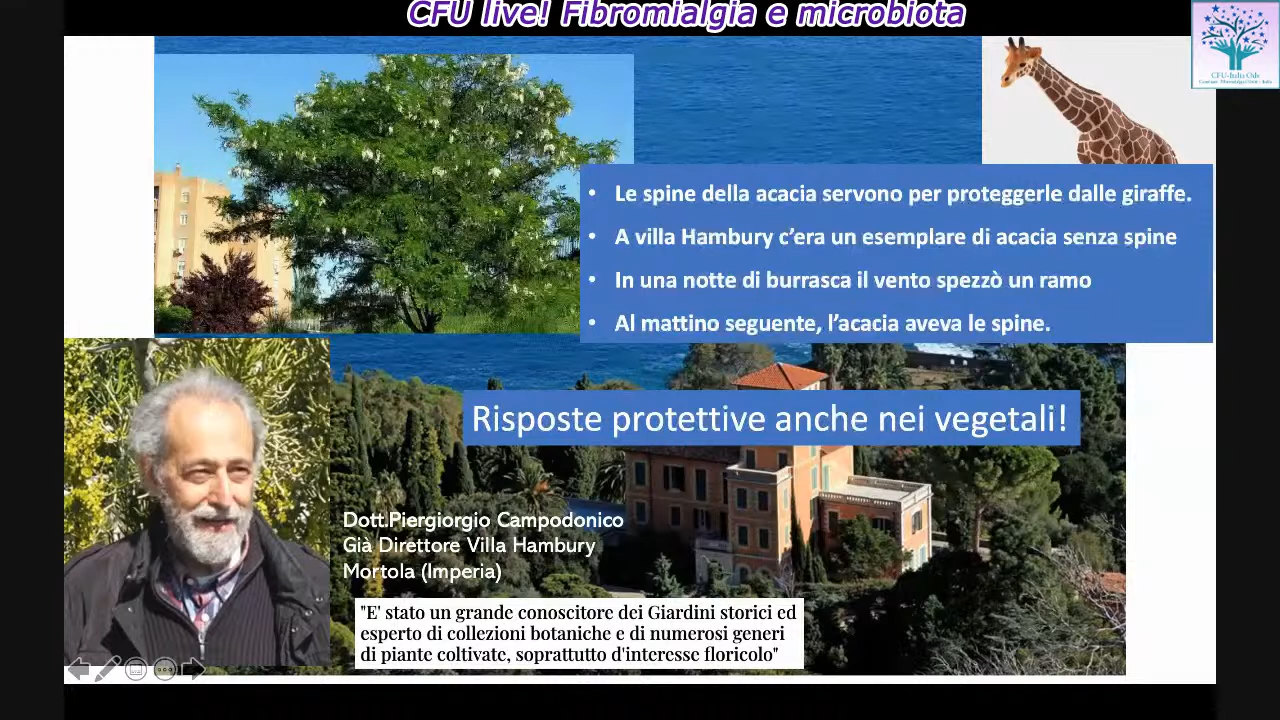 CFU live! Fibromialgia e microbiota
CFU-Italia Odv
• Le spine della acacia servono per proteggerle dalle giraffe.
• A villa Hambury c’era un esemplare di acacia senza spine
• In una notte di burrasca il vento spezzò un ramo
• Al mattino seguente, l’acacia aveva le spine.
Risposte protettive anche nei vegetali!
Dott.Piergiorgio Campodonico
Già Direttore Villa Hambury
Mortola (Imperia)
"E' stato un grande conoscitore dei Giardini storici ed
esperto di collezioni botaniche e di numerosi generi
di piante coltivate, soprattutto d'interesse floricolo"